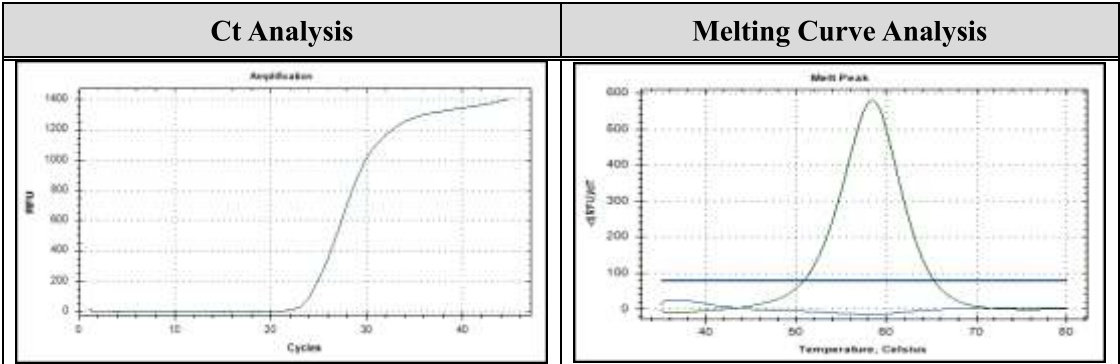 Ct Analysis
Melting Curve Analysis
Amplification
1400
1200
1000
800
600
400
200
0
RFU
0 10 20 30 40
Cycles
Melt Peak
600
500
400
300
200
100
0
-d(RFU)/dT
40 50 60 70 80
Temperature, Celsius